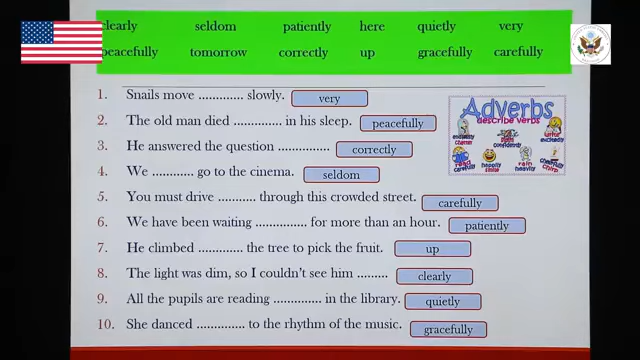 clearly seldom patiently here quietly very
peacefully tomorrow correctly up gracefully carefully
1. Snails move ............. slowly. very
2. The old man died .............. in his sleep. peacefully
3. He answered the question .............. correctly
4. We ............ go to the cinema. seldom
5. You must drive ........... through this crowded street. carefully
6. We have been waiting ............... for more than an hour. patiently
7. He climbed ............. the tree to pick the fruit. up
8. The light was dim, so I couldn't see him ......... clearly
9. All the pupils are reading .............. in the library. quietly
10. She danced .............. to the rhythm of the music. gracefully
Adverbs
describe verbs